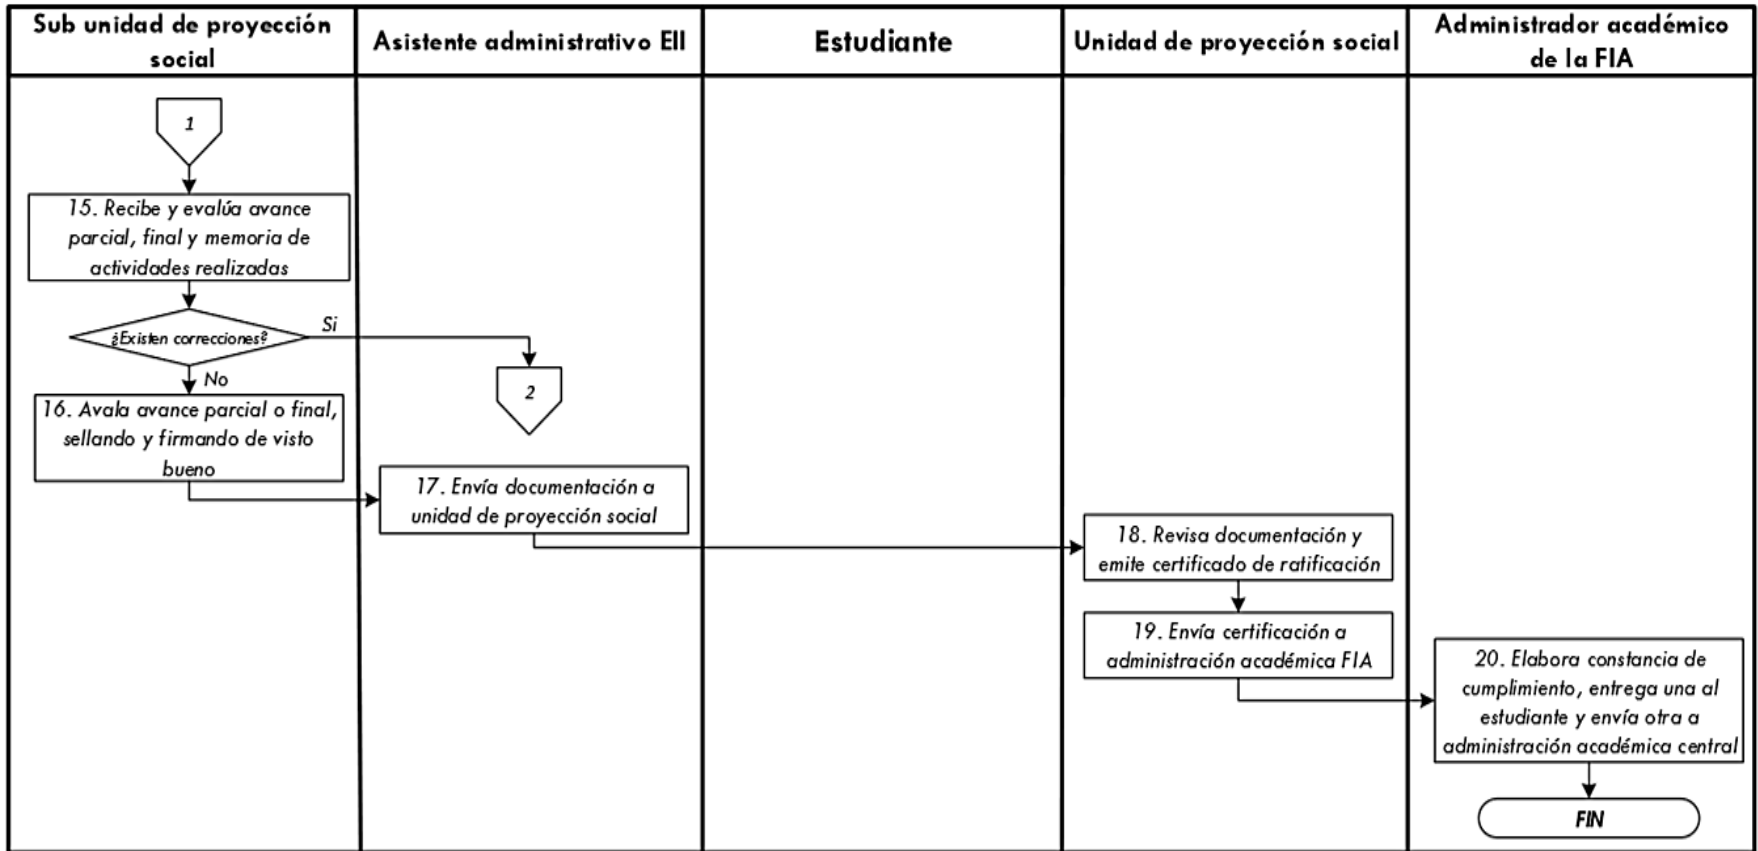 Sub unidad de proyección
social
Asistente administrativo EII
Estudiante
Unidad de proyección social
Administrador académico
de la FIA
1
15. Recibe y evalúa avance
parcial, final y memoria de
actividades realizadas
¿Existen correcciones?
Si
2
No
16. Avala avance parcial o final,
sellando y firmando de visto
bueno
17. Envía documentación a
unidad de proyección social
18. Revisa documentación y
emite certificado de ratificación
19. Envía certificación a
administración académica FIA
20. Elabora constancia de
cumplimiento, entrega una al
estudiante y envía otra a
administración académica central
FIN